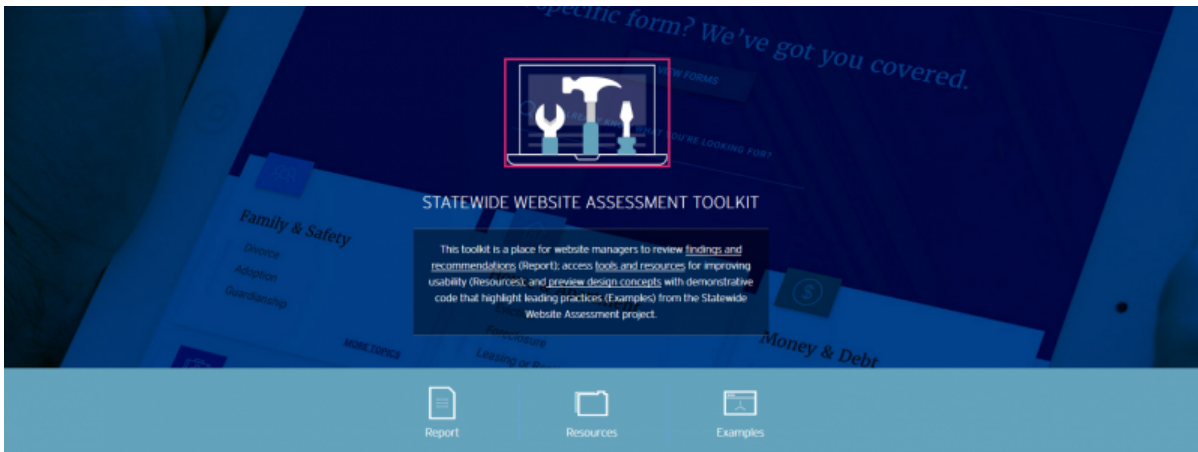 specific form? We've got you covered.
VIEW FORMS
WHAT YOU'RE LOOKING FOR?
STATEWIDE WEBSITE ASSESSMENT TOOLKIT
Family & Safety
Divorce
Adoption
Guardianship
MORE TOPICS
This toolkit is a place for website managers to review findings and
recommendations (Report); access tools and resources for improving
usability (Resources); and preview design concepts with demonstrative
code that highlight leading practices (Examples) from the Statewide
Website Assessment project.
Foreclosure
Leasing or
Money & Debt
Report
Resources
Examples